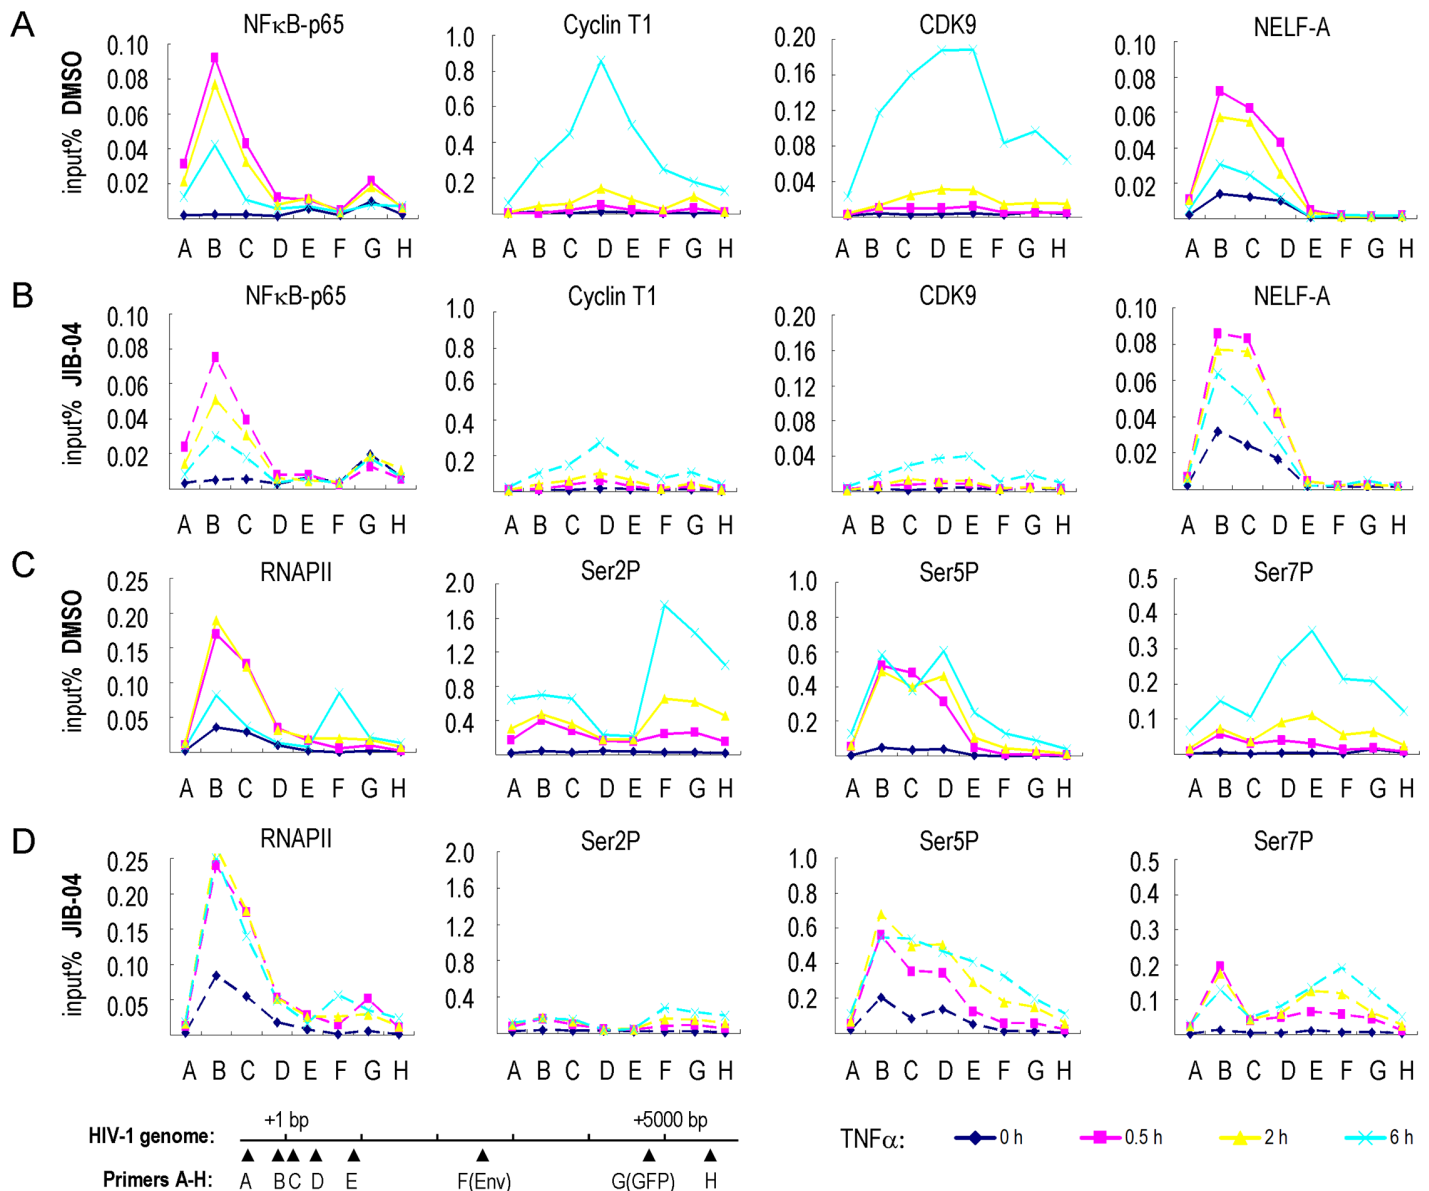 A
NFκB-p65
Cyclin T1
CDK9
NELF-A
input% DMSO
0.10
0.08
0.06
0.04
0.02
1.0
0.8
0.6
0.4
0.2
0.20
0.16
0.12
0.08
0.04
0.10
0.08
0.06
0.04
0.02
A B C D E F G H
A B C D E F G H
A B C D E F G H
A B C D E F G H
B
NFκB-p65
Cyclin T1
CDK9
NELF-A
input% JIB-04
0.10
0.08
0.06
0.04
0.02
1.0
0.8
0.6
0.4
0.2
0.20
0.16
0.12
0.08
0.04
0.10
0.08
0.06
0.04
0.02
A B C D E F G H
A B C D E F G H
A B C D E F G H
A B C D E F G H
C
RNAPII
Ser2P
Ser5P
Ser7P
input% DMSO
0.25
0.20
0.15
0.10
0.05
2.0
1.6
1.2
0.8
0.4
1.0
0.8
0.6
0.4
0.2
0.5
0.4
0.3
0.2
0.1
A B C D E F G H
A B C D E F G H
A B C D E F G H
A B C D E F G H
D
RNAPII
Ser2P
Ser5P
Ser7P
input% JIB-04
0.25
0.20
0.15
0.10
0.05
2.0
1.6
1.2
0.8
0.4
1.0
0.8
0.6
0.4
0.2
0.5
0.4
0.3
0.2
0.1
A B C D E F G H
A B C D E F G H
A B C D E F G H
A B C D E F G H
+1 bp +5000 bp
HIV-1 genome:
Primers A-H: A B C D E F(Env) G(GFP) H
TNFα: 0 h 0.5 h 2 h 6 h